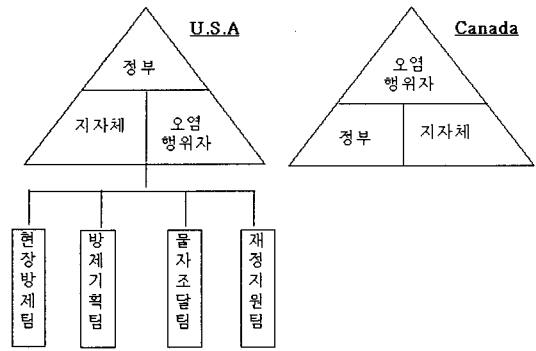 U.S.A
Canada
정부
지자체
오염
행위자
오염
행위자
정부
지자체
현장방제팀
방제기획팀
물자조달팀
재정지원팀